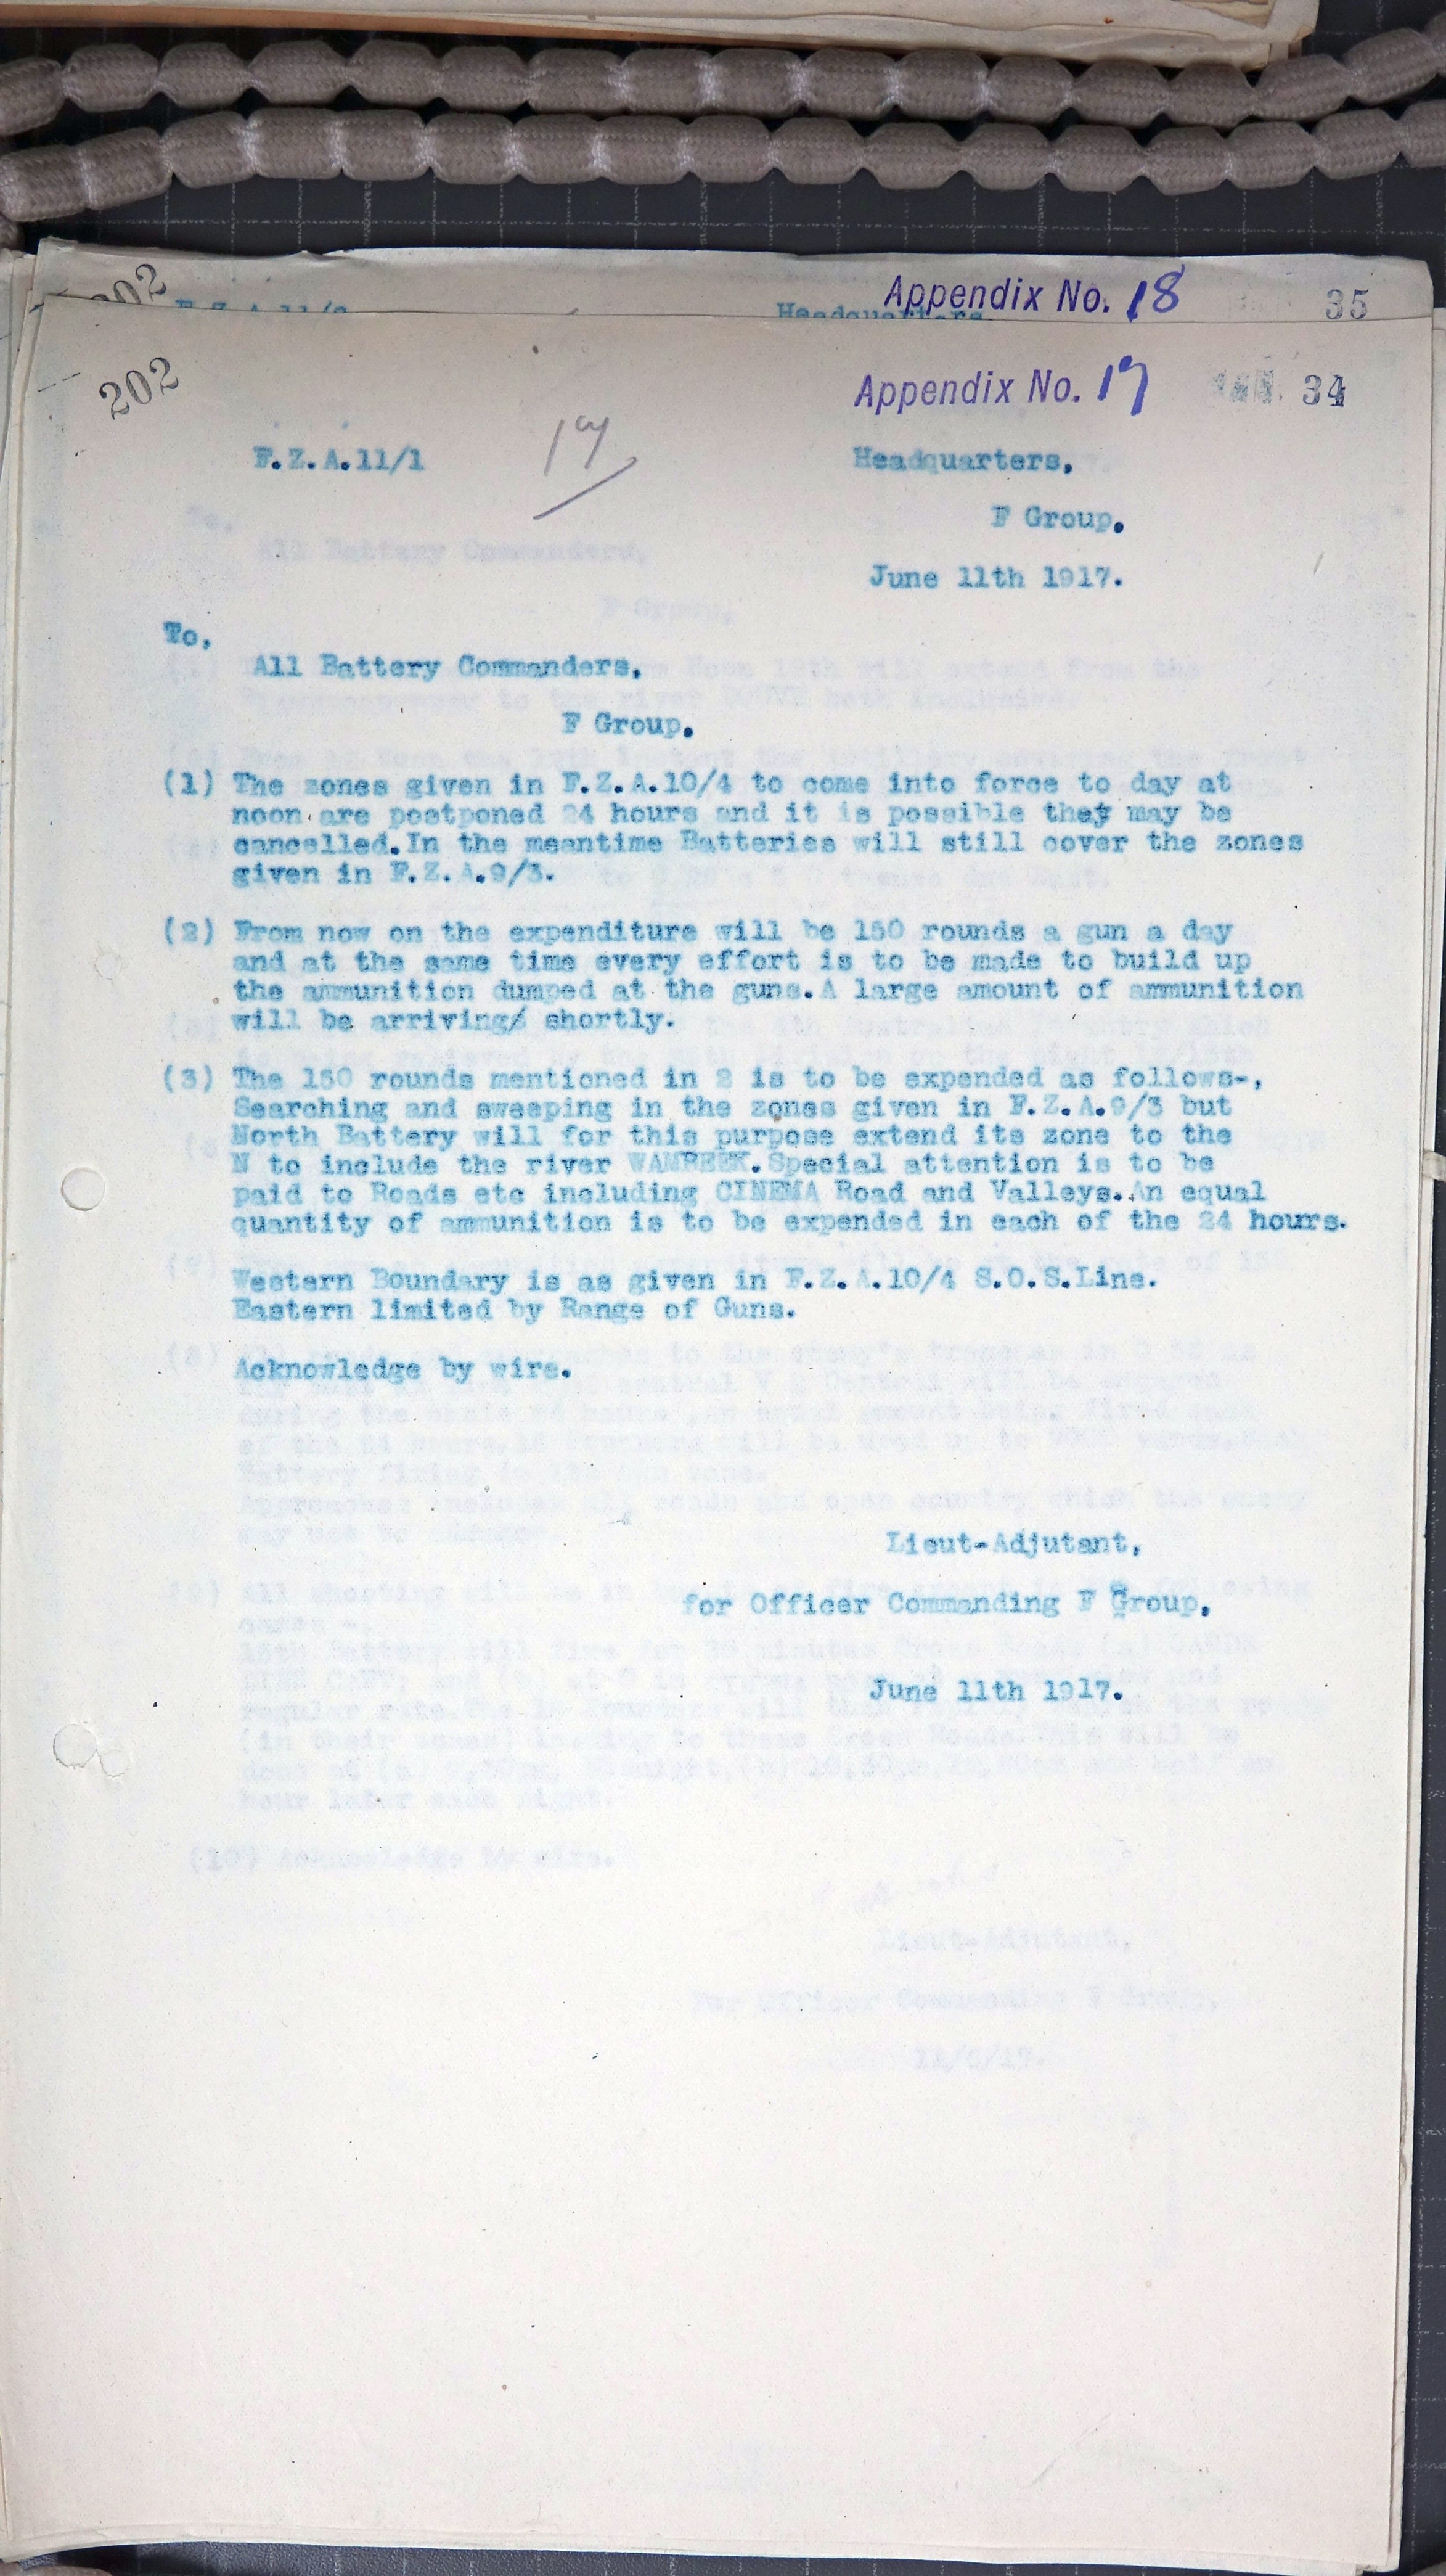 202
Appendix No. 18
35
Headquarters
202
Appendix No. 17
34
F.Z.A.11/1
17
Headquarters,
F Group.
June 11th 1917.
To,
All Battery Commanders,
F Group.
(1) The zones given in F.Z.A.10/4 to come into force to day at
noon are postponed 24 hours and it is possible they may be
cancelled.In the meantime Batteries will still cover the zones
given in F.Z.A.9/3.
(2) From now on the expenditure will be 150 rounds a gun a day
and at the same time every effort is to be made to build up
the ammunition dumped at the guns.A large amount of ammunition
will be arriving/ shortly.
(3) The 150 rounds mentioned in 2 is to be expended as follows-,
Searching and sweeping in the zones given in F.Z.A.9/3 but
North Battery will for this purpose extend its zone to the
N to include the river WAMBEEK.Special attention is to be
paid to Roads etc including CINEMA Road and Valleys.An equal
quantity of ammunition is to be expended in each of the 24 hours.
Western Boundary is as given in F.Z.A.10/4 S.O.S.Line.
Eastern limited by Range of Guns.
Acknowledge by wire.
Lieut-Adjutant,
for Officer Commanding F Group.
June 11th 1917.